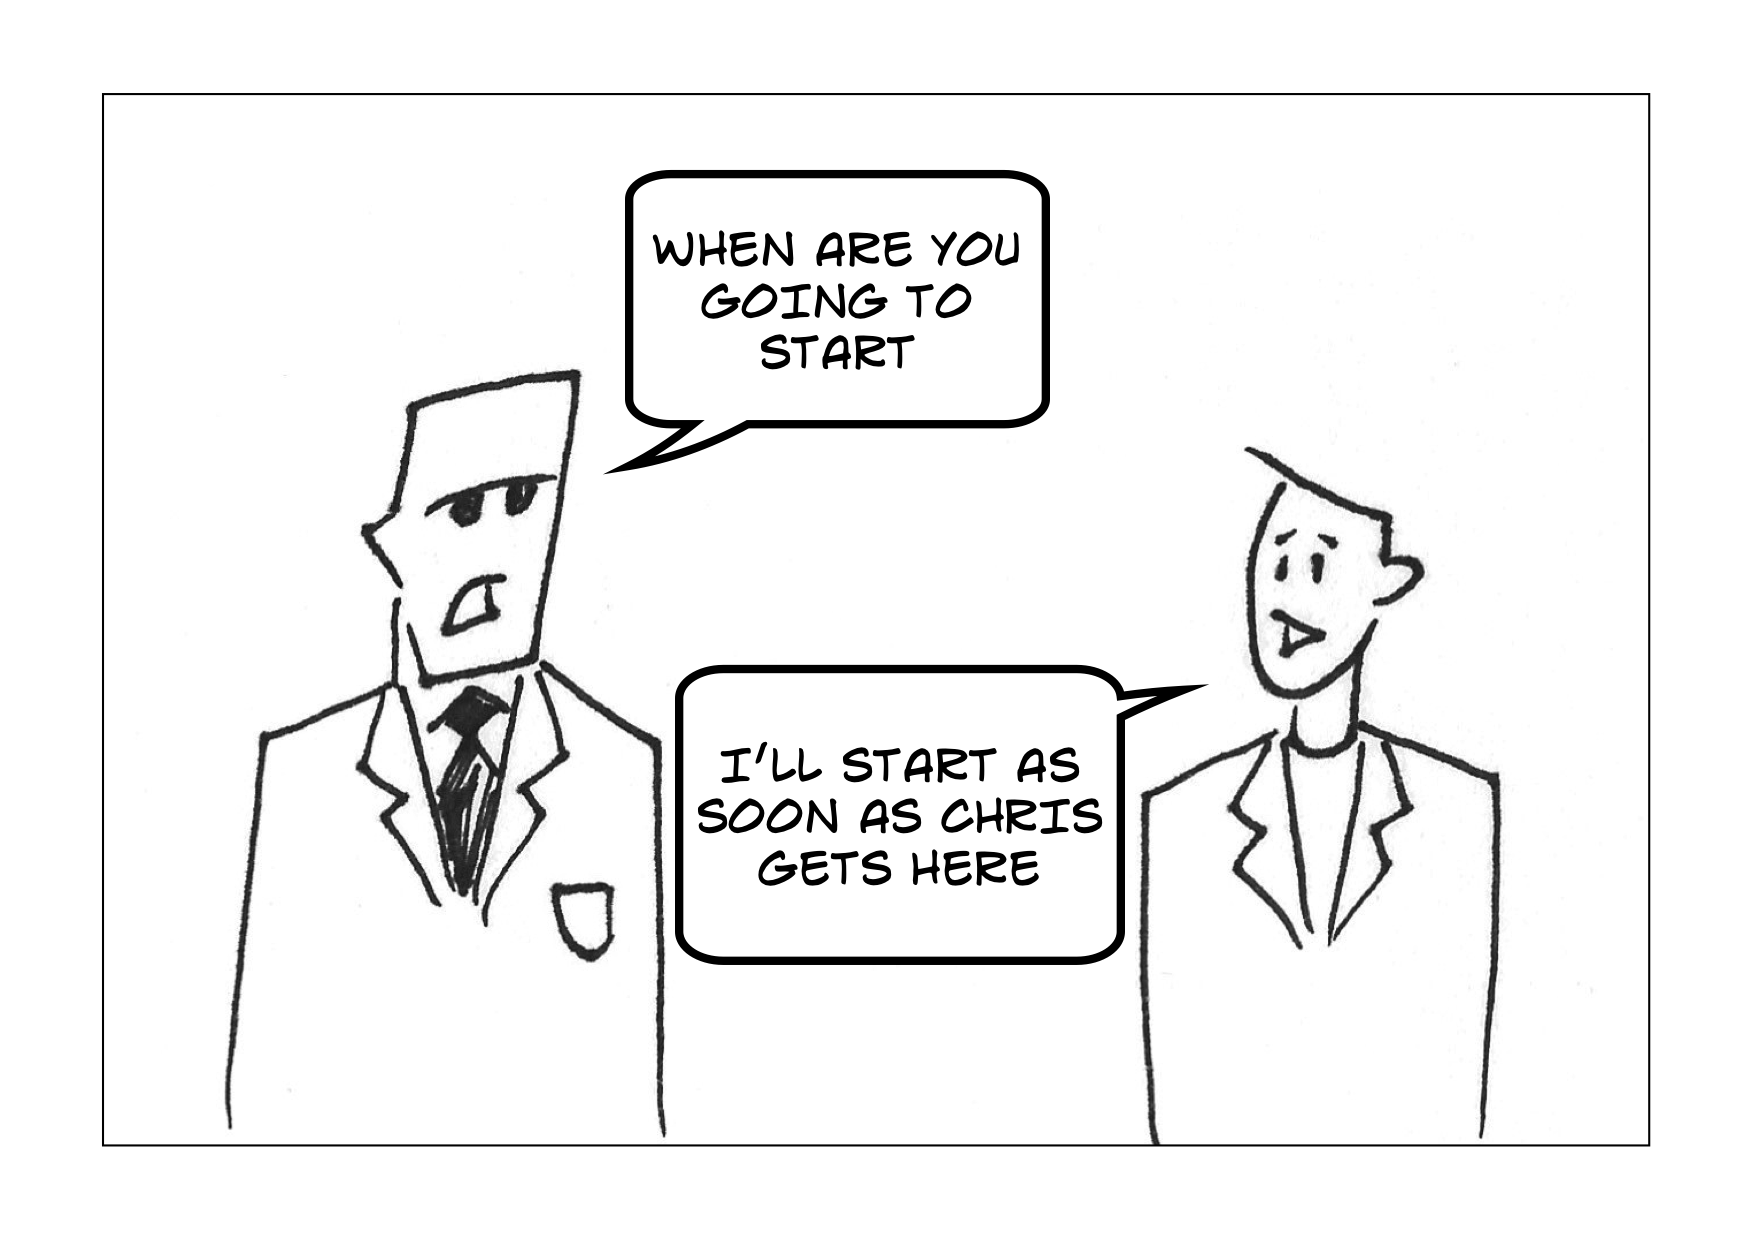 WHEN ARE YOU
GOING TO
START
I'LL START AS
SOON AS CHRIS
GETS HERE